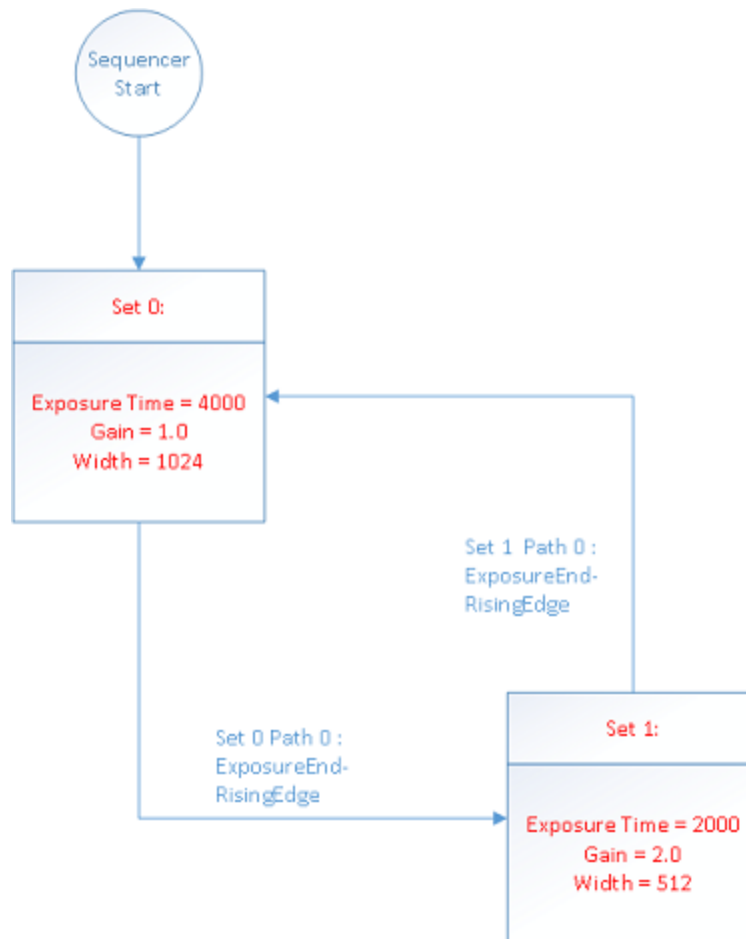 Sequencer
Start
Set 0:
Exposure Time = 4000
Gain = 1.0
Width = 1024
Set 1 Path 0 :
ExposureEnd-
RisingEdge
Set 0 Path 0 :
ExposureEnd-
RisingEdge
Set 1:
Exposure Time = 2000
Gain = 2.0
Width = 512